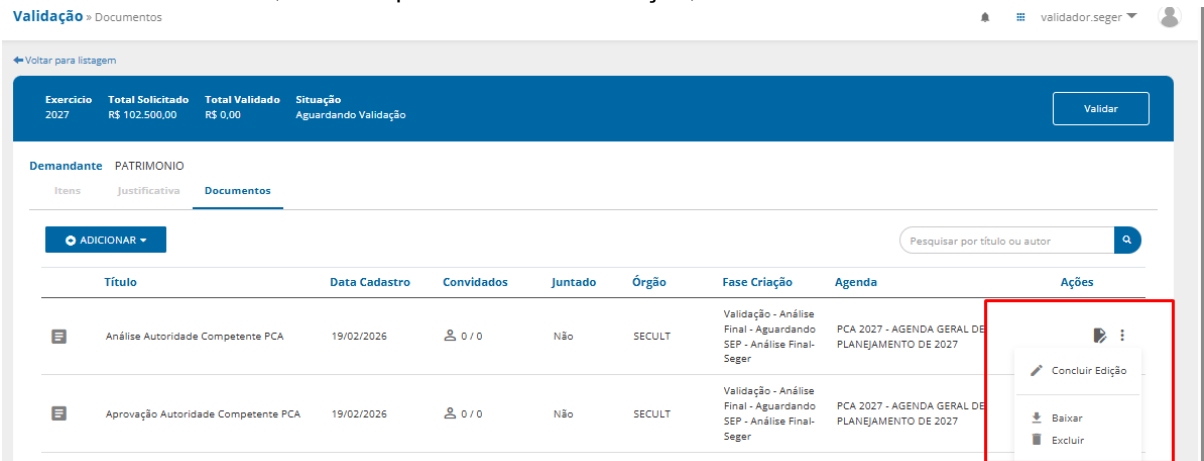 Validação » Documentos
validador.seger
Voltar para listagem
Exercicio Total Solicitado Total Validado Situação
2027 R$ 102.500,00 R$ 0,00 Aguardando Validação
Validar
Demandante PATRIMONIO
Itens Justificativa Documentos
ADICIONAR
Pesquisar por título ou autor
Título Data Cadastro Convidados Juntado Órgão Fase Criação Agenda Ações
Análise Autoridade Competente PCA 19/02/2026 0 / 0 Não SECULT
Validação - Análise
Final - Aguardando
SEP - Análise Final-
Seger
PCA 2027 - AGENDA GERAL DE
PLANEJAMENTO DE 2027
Concluir Edição
Baixar
Excluir
Aprovação Autoridade Competente PCA 19/02/2026 0 / 0 Não SECULT
Validação - Análise
Final - Aguardando
SEP - Análise Final-
Seger
PCA 2027 - AGENDA GERAL DE
PLANEJAMENTO DE 2027